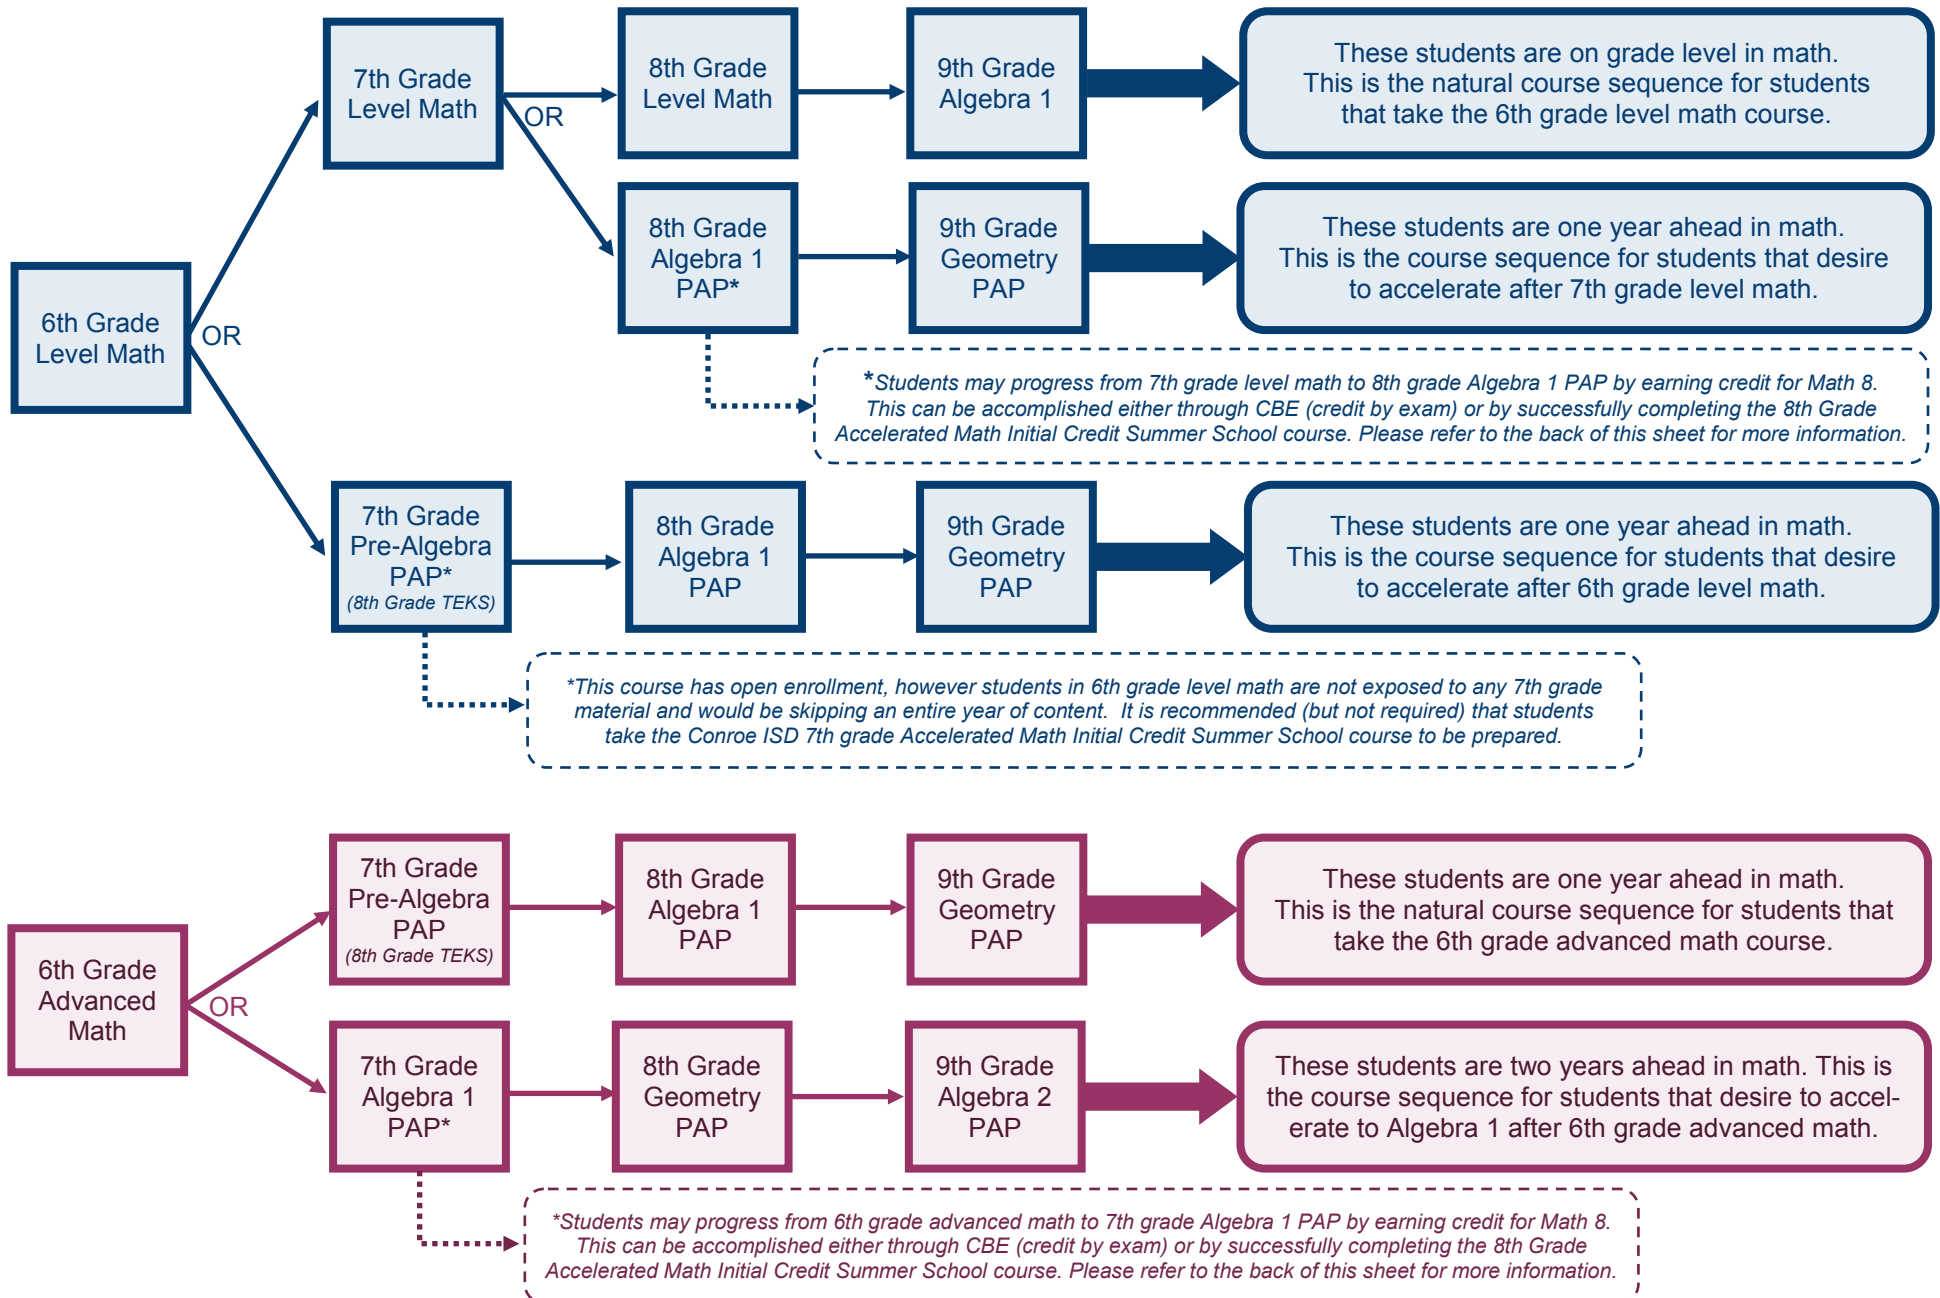 6th Grade
Level Math
OR
7th Grade
Level Math
OR
8th Grade
Level Math
9th Grade
Algebra 1
These students are on grade level in math.
This is the natural course sequence for students
that take the 6th grade level math course.
8th Grade
Algebra 1
PAP*
9th Grade
Geometry
PAP
These students are one year ahead in math.
This is the course sequence for students that desire
to accelerate after 7th grade level math.
*Students may progress from 7th grade level math to 8th grade Algebra 1 PAP by earning credit for Math 8.
This can be accomplished either through CBE (credit by exam) or by successfully completing the 8th Grade
Accelerated Math Initial Credit Summer School course. Please refer to the back of this sheet for more information.
7th Grade
Pre-Algebra
PAP*
(8th Grade TEKS)
8th Grade
Algebra 1
PAP
9th Grade
Geometry
PAP
These students are one year ahead in math.
This is the course sequence for students that desire
to accelerate after 6th grade level math.
*This course has open enrollment, however students in 6th grade level math are not exposed to any 7th grade
material and would be skipping an entire year of content. It is recommended (but not required) that students
take the Conroe ISD 7th grade Accelerated Math Initial Credit Summer School course to be prepared.
6th Grade
Advanced
Math
OR
7th Grade
Pre-Algebra
PAP
(8th Grade TEKS)
8th Grade
Algebra 1
PAP
9th Grade
Geometry
PAP
These students are one year ahead in math.
This is the natural course sequence for students that
take the 6th grade advanced math course.
7th Grade
Algebra 1
PAP*
8th Grade
Geometry
PAP
9th Grade
Algebra 2
PAP
These students are two years ahead in math. This is
the course sequence for students that desire to accel-
erate to Algebra 1 after 6th grade advanced math.
*Students may progress from 6th grade advanced math to 7th grade Algebra 1 PAP by earning credit for Math 8.
This can be accomplished either through CBE (credit by exam) or by successfully completing the 8th Grade
Accelerated Math Initial Credit Summer School course. Please refer to the back of this sheet for more information.